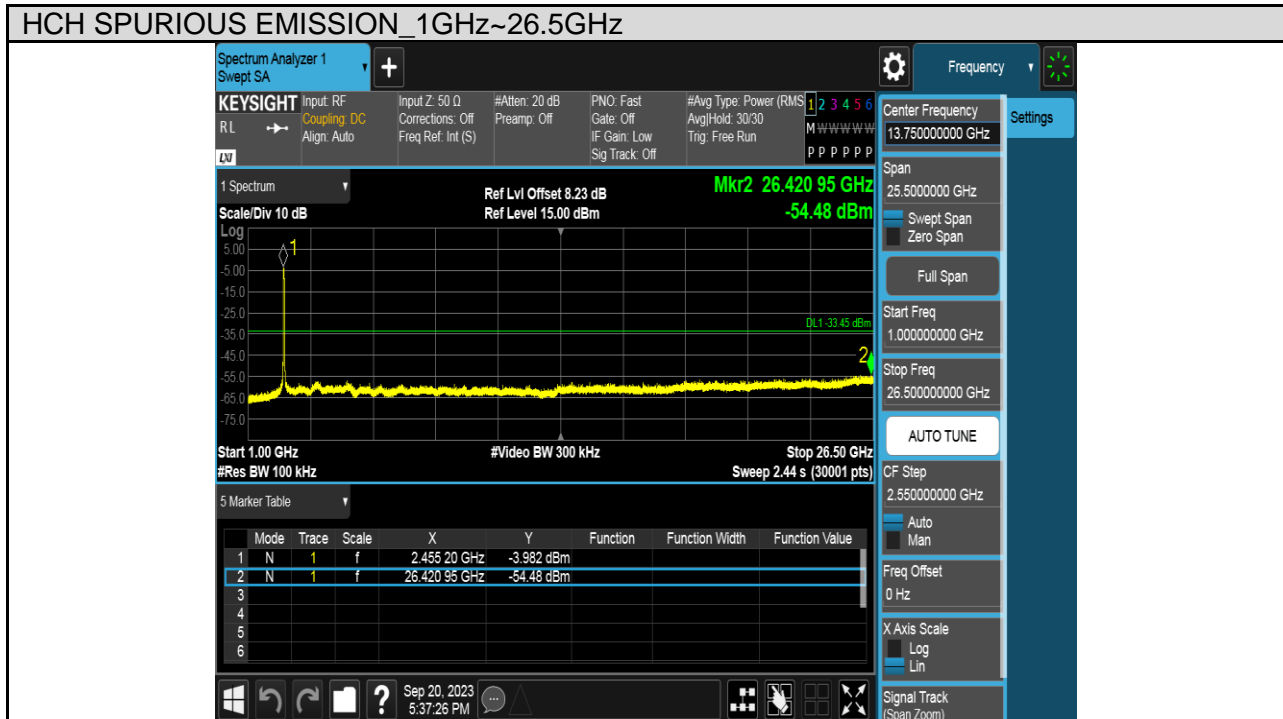 HCH SPURIOUS EMISSION_1GHz~26.5GHz
Spectrum Analyzer 1
Swept SA
+
Frequency
KEYSIGHT
RL
LXI
Input: RF
Coupling: DC
Align: Auto
Input Z: 50 Ω
Corrections: Off
Freq Ref: Int (S)
#Atten: 20 dB
Preamp: Off
PNO: Fast
Gate: Off
IF Gain: Low
Sig Track: Off
#Avg Type: Power (RMS
Avg|Hold: 30/30
Trig: Free Run
1 2 3 4 5 6
M W W W W W
P P P P P P
1 Spectrum
Ref Lvl Offset 8.23 dB
Mkr2 26.420 95 GHz
Scale/Div 10 dB
Ref Level 15.00 dBm
-54.48 dBm
Log
5.00
-5.00
-15.0
-25.0
-35.0
-45.0
-55.0
-65.0
-75.0
1
DL1 -33.45 dBm
2
Start 1.00 GHz
#Video BW 300 kHz
Stop 26.50 GHz
#Res BW 100 kHz
Sweep 2.44 s (30001 pts)
5 Marker Table
Mode Trace Scale X Y Function Function Width Function Value
1 N 1 f 2.455 20 GHz -3.982 dBm
2 N 1 f 26.420 95 GHz -54.48 dBm
3
4
5
6
?
Sep 20, 2023
5:37:26 PM
Center Frequency
13.75000000 GHz
Settings
Span
25.5000000 GHz
Swept Span
Zero Span
Full Span
Start Freq
1.000000000 GHz
Stop Freq
26.500000000 GHz
AUTO TUNE
CF Step
2.550000000 GHz
Auto
Man
Freq Offset
0 Hz
X Axis Scale
Log
Lin
Signal Track
(Span Zoom)